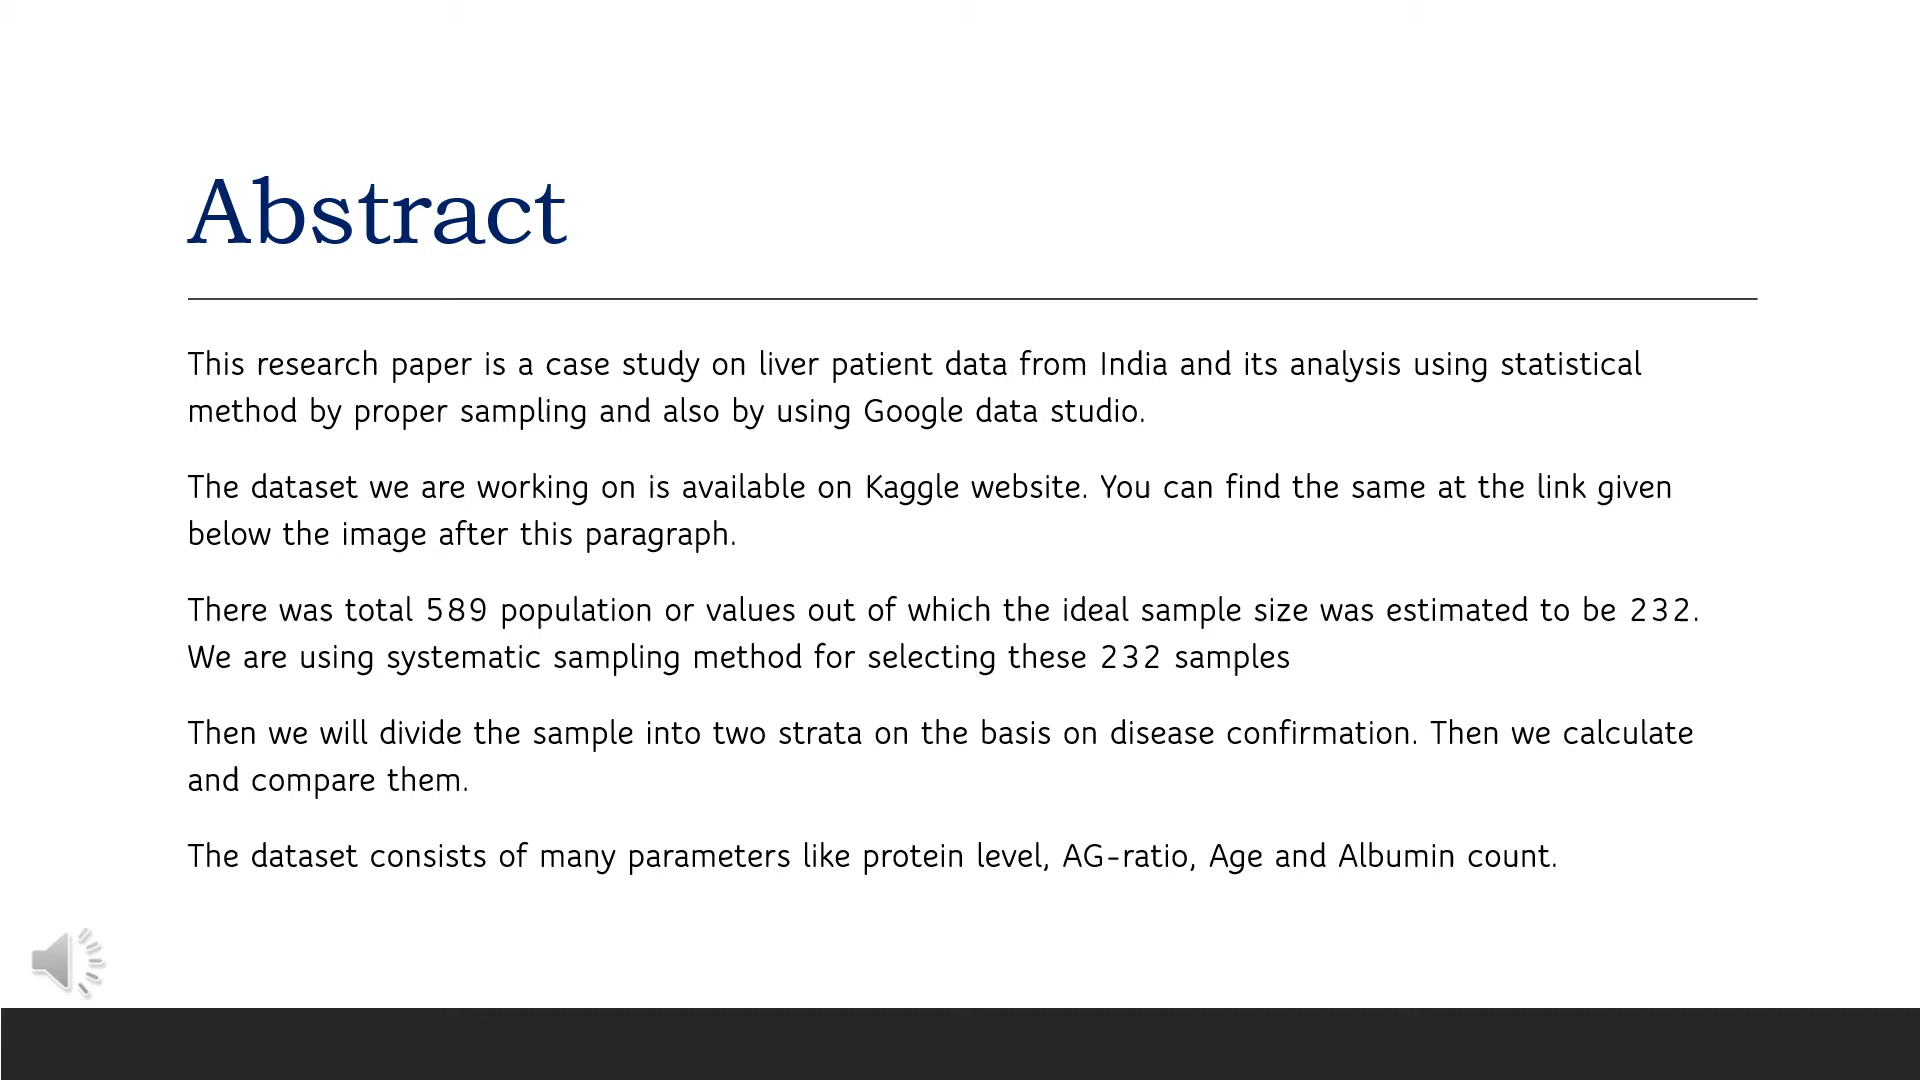 Abstract
This research paper is a case study on liver patient data from India and its analysis using statistical
method by proper sampling and also by using Google data studio.
The dataset we are working on is available on Kaggle website. You can find the same at the link given
below the image after this paragraph.
There was total 589 population or values out of which the ideal sample size was estimated to be 232.
We are using systematic sampling method for selecting these 232 samples
Then we will divide the sample into two strata on the basis on disease confirmation. Then we calculate
and compare them.
The dataset consists of many parameters like protein level, AG-ratio, Age and Albumin count.